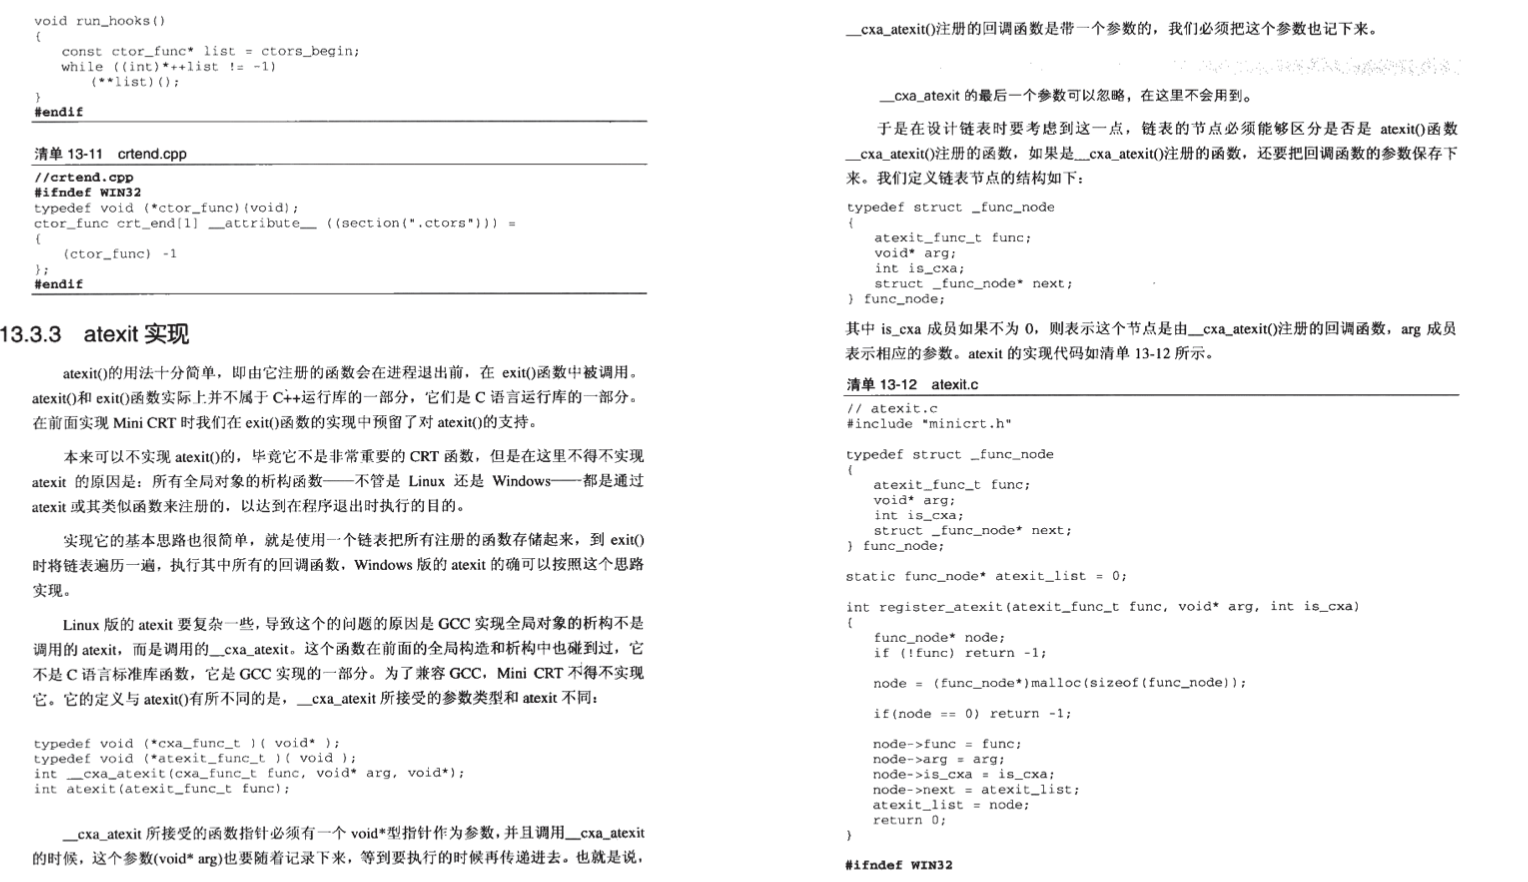 void run_hooks()
{
const ctor_func* list = ctors_begin;
while ((int)*++list != -1)
(**list)();
}
#endif
清单 13-11 crtend.cpp
//crtend.cpp
#ifndef WIN32
typedef void (*ctor_func)(void);
ctor_func crt_end[1] __attribute__ ((section(".ctors"))) =
{
(ctor_func) -1
};
#endif
13.3.3 atexit 实现
atexit()的用法十分简单，即由它注册的函数会在进程退出前，在 exit()函数中被调用。
atexit()和 exit()函数实际上并不属于 C++运行库的一部分，它们是 C 语言运行库的一部分。
在前面实现 Mini CRT 时我们在 exit()函数的实现中预留了对 atexit()的支持。
本来可以不实现 atexit()的，毕竟它不是非常重要的 CRT 函数，但是在这里不得不实现
atexit 的原因是：所有全局对象的析构函数——不管是 Linux 还是 Windows——都是通过
atexit 或其类似函数来注册的，以达到在程序退出时执行的目的。
实现它的基本思路也很简单，就是使用一个链表把所有注册的函数存储起来，到 exit()
时将链表遍历一遍，执行其中所有的回调函数，Windows 版的 atexit 的确可以按照这个思路
实现。
Linux 版的 atexit 要复杂一些，导致这个的问题的原因是 GCC 实现全局对象的析构不是
调用的 atexit，而是调用的__cxa_atexit。这个函数在前面的全局构造和析构中也碰到过，它
不是 C 语言标准库函数，它是 GCC 实现的一部分。为了兼容 GCC，Mini CRT 不得不实现
它。它的定义与 atexit()有所不同的是，__cxa_atexit 所接受的参数类型和 atexit 不同：
typedef void (*cxa_func_t )( void* );
typedef void (*atexit_func_t )( void );
int __cxa_atexit(cxa_func_t func, void* arg, void*);
int atexit(atexit_func_t func);
__cxa_atexit 所接受的函数指针必须有一个 void*型指针作为参数，并且调用__cxa_atexit
的时候，这个参数(void* arg)也要随着记录下来，等到要执行的时候再传递进去。也就是说，
__cxa_atexit()注册的回调函数是带一个参数的，我们必须把这个参数也记下来。
__cxa_atexit 的最后一个参数可以忽略，在这里不会用到。
于是在设计链表时要考虑到这一点，链表的节点必须能够区分是否是 atexit()函数
__cxa_atexit()注册的函数，如果是__cxa_atexit()注册的函数，还要把回调函数的参数保存下
来。我们定义链表节点的结构如下：
typedef struct _func_node
{
atexit_func_t func;
void* arg;
int is_cxa;
struct _func_node* next;
} func_node;
其中 is_cxa 成员如果不为 0，则表示这个节点是由__cxa_atexit()注册的回调函数，arg 成员
表示相应的参数。atexit 的实现代码如清单 13-12 所示。
清单 13-12 atexit.c
// atexit.c
#include "minicrt.h"
typedef struct _func_node
{
atexit_func_t func;
void* arg;
int is_cxa;
struct _func_node* next;
} func_node;
static func_node* atexit_list = 0;
int register_atexit(atexit_func_t func, void* arg, int is_cxa)
{
func_node* node;
if (!func) return -1;
node = (func_node*)malloc(sizeof(func_node));
if(node == 0) return -1;
node->func = func;
node->arg = arg;
node->is_cxa = is_cxa;
node->next = atexit_list;
atexit_list = node;
return 0;
}
#ifndef WIN32